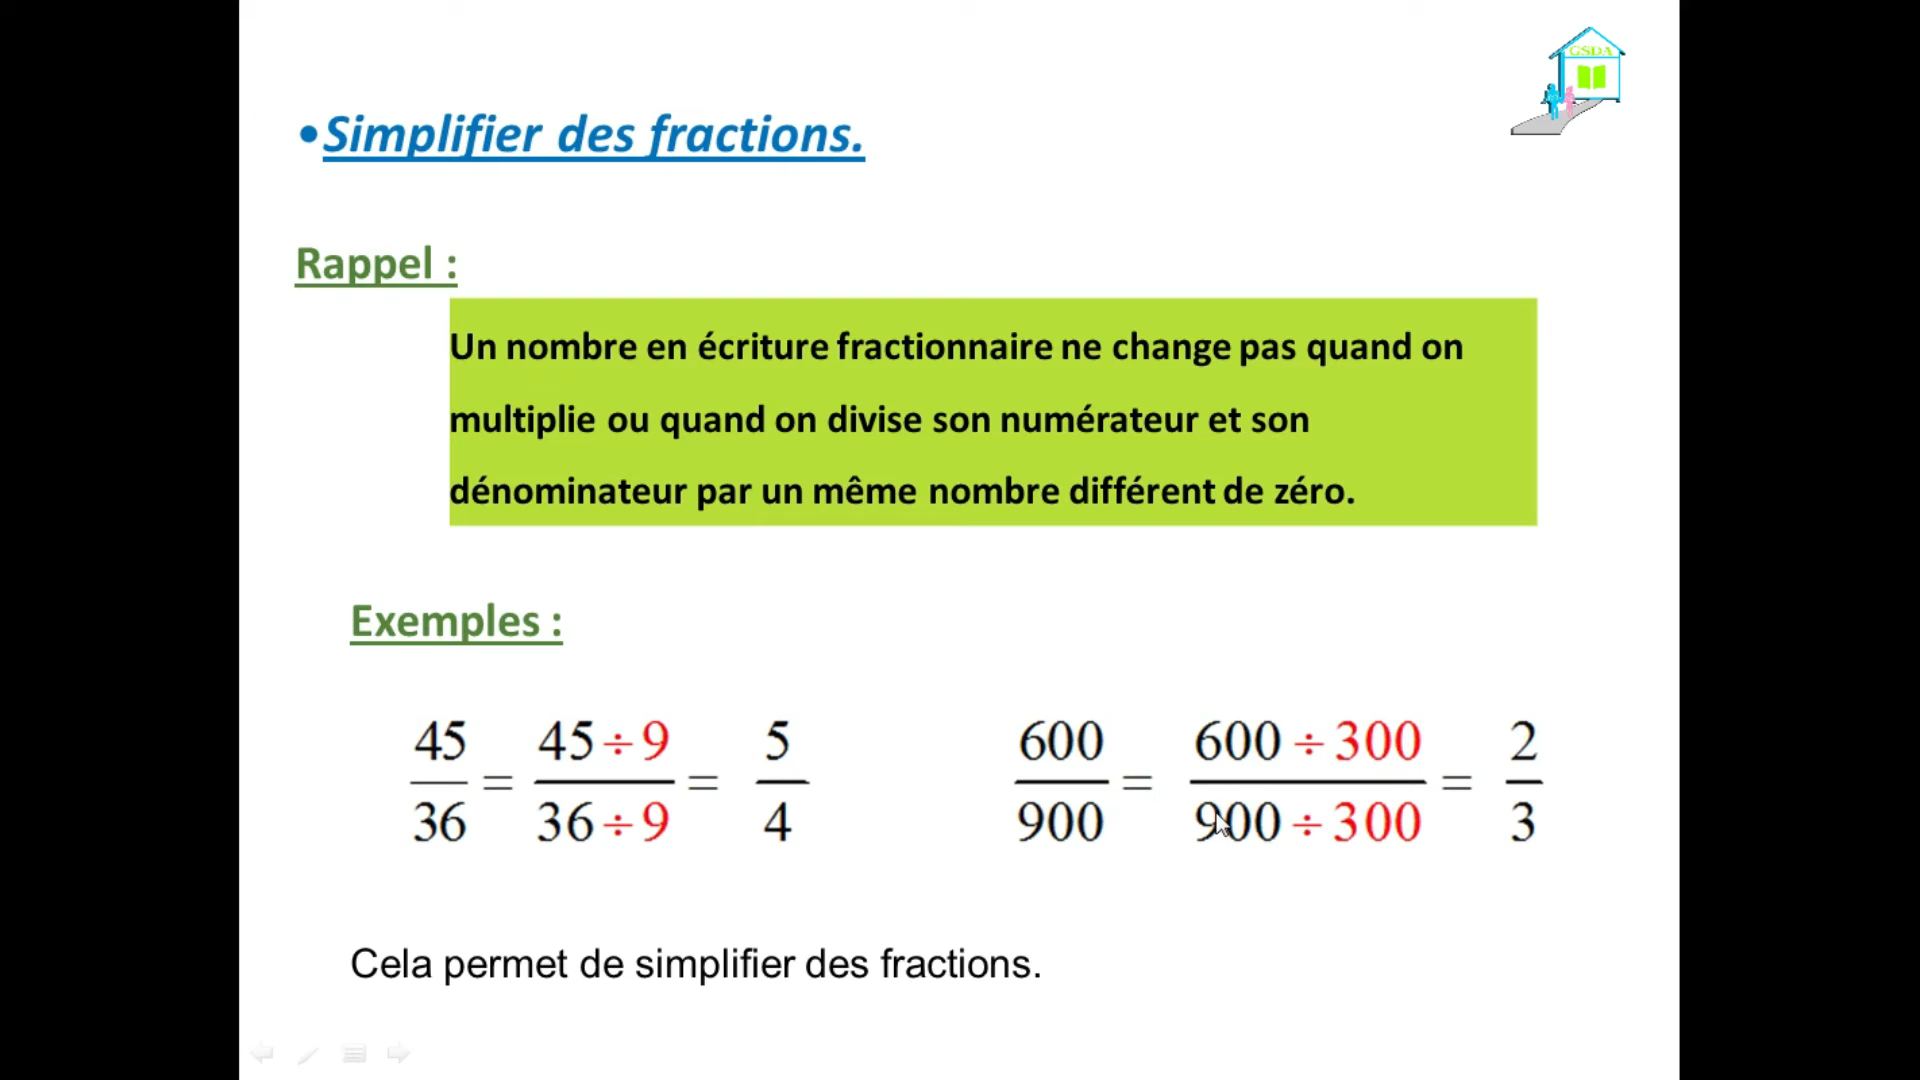 GSDA
•Simplifier des fractions.
Rappel :
Un nombre en écriture fractionnaire ne change pas quand on
multiplie ou quand on divise son numérateur et son
dénominateur par un même nombre différent de zéro.
Exemples :
45/36 = 45 ÷ 9/36 ÷ 9 = 5/4
600/900 = 600 ÷ 300/900 ÷ 300 = 2/3
Cela permet de simplifier des fractions.